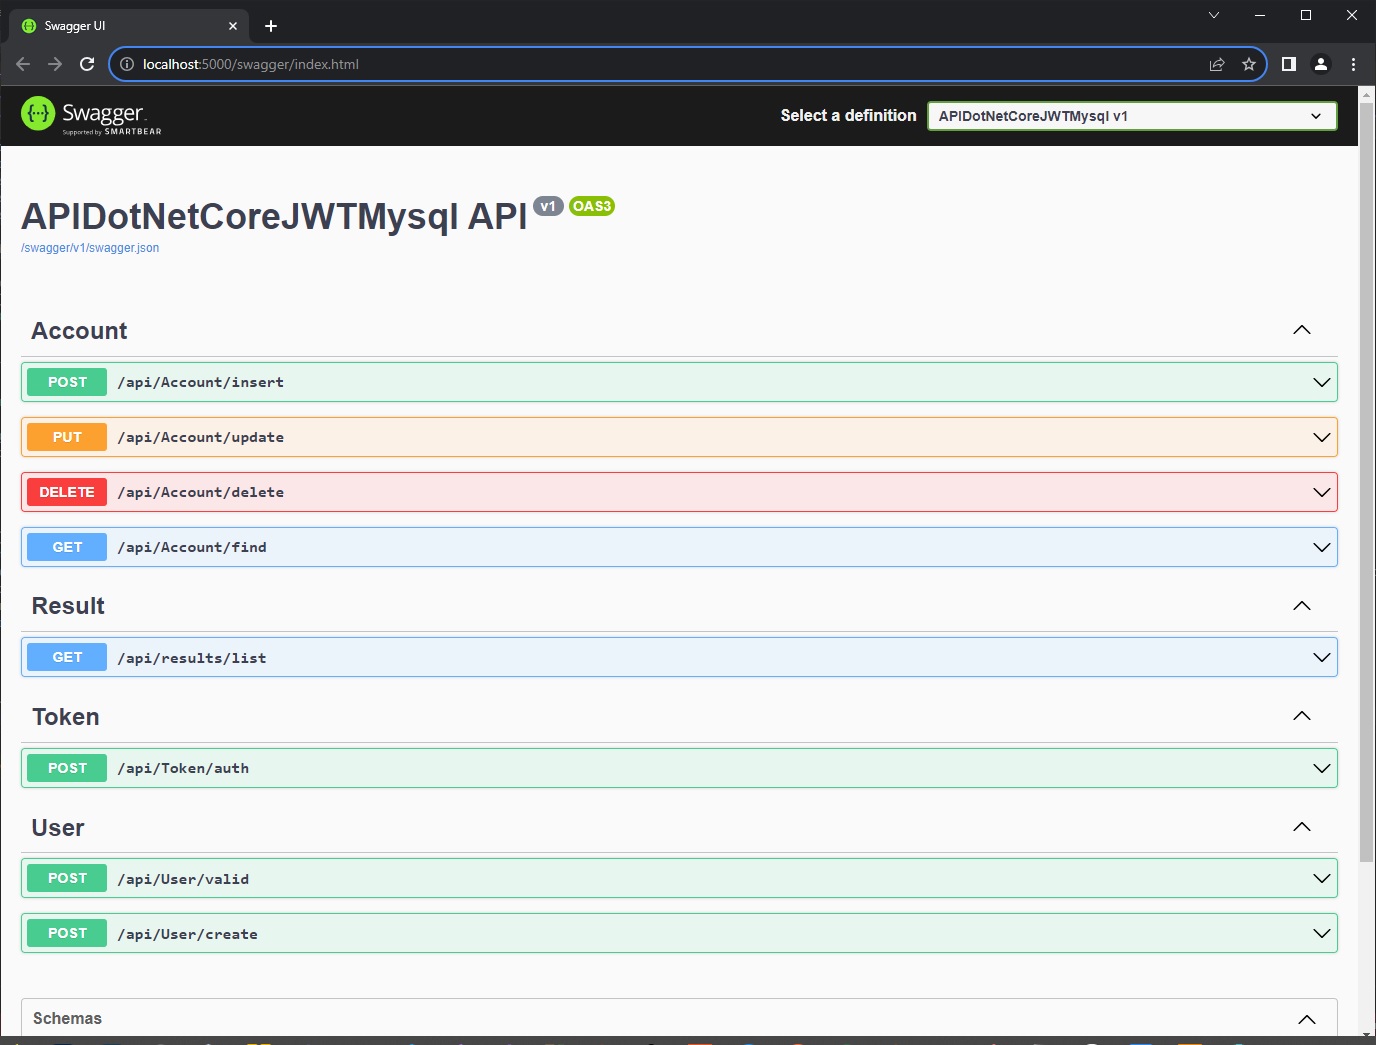 Swagger UI
localhost:5000/swagger/index.html
Swagger
Supported by SMARTBEAR
Select a definition
APIDotNetCoreJWTMysql v1
APIDotNetCoreJWTMysql API v1 OAS3
/swagger/v1/swagger.json
Account
POST /api/Account/insert
PUT /api/Account/update
DELETE /api/Account/delete
GET /api/Account/find
Result
GET /api/results/list
Token
POST /api/Token/auth
User
POST /api/User/valid
POST /api/User/create
Schemas